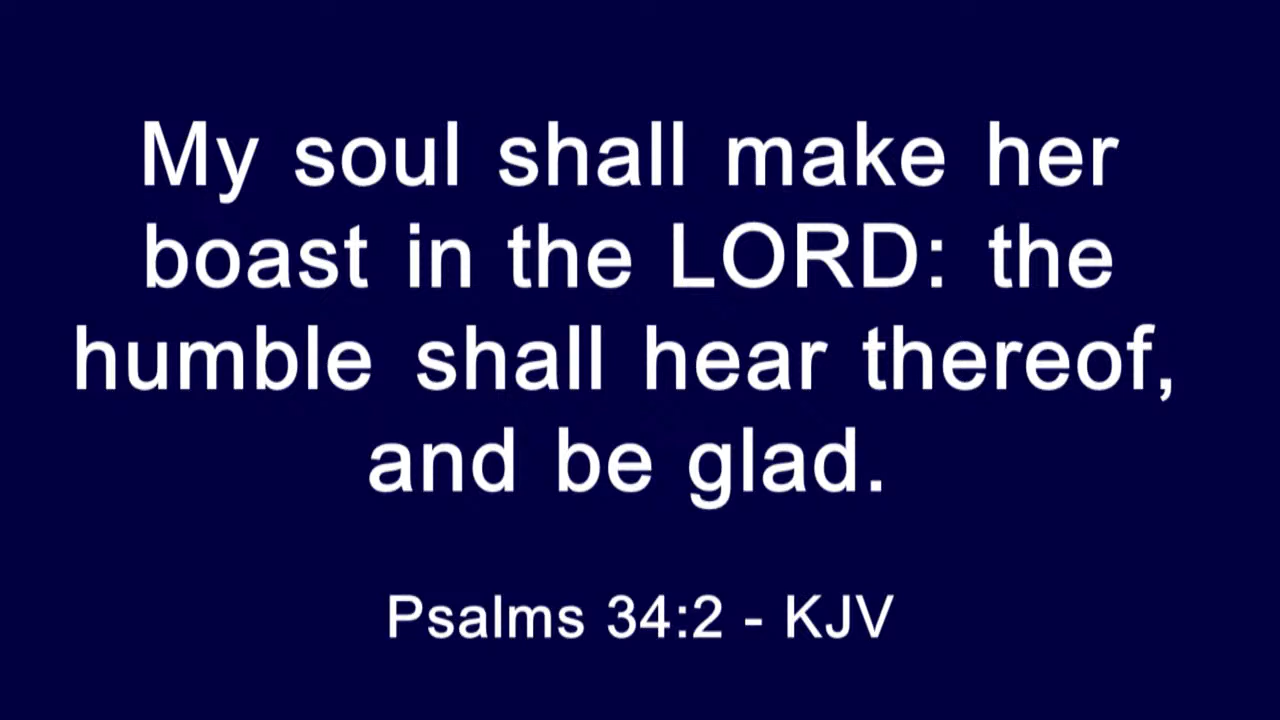 My soul shall make her
boast in the LORD: the
humble shall hear thereof,
and be glad.
Psalms 34:2 - KJV